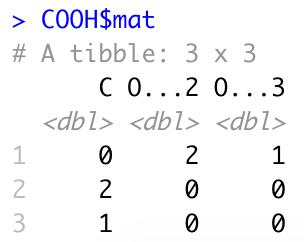 > COOH$mat
# A tibble: 3 x 3
C O...2 O...3
<dbl> <dbl> <dbl>
1 0 2 1
2 2 0 0
3 1 0 0